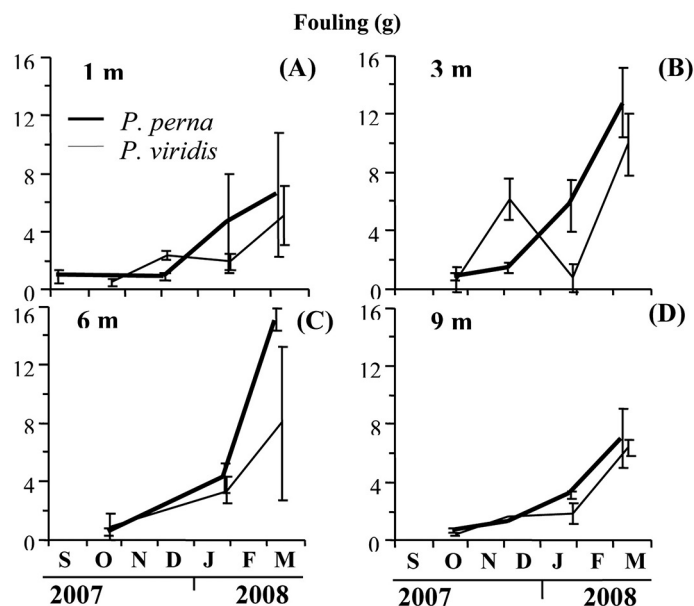 Fouling (g)
1 m (A)
P. perna
P. viridis
16
12
8
4
0
3 m (B)
16
12
8
4
0
6 m (C)
16
12
8
4
0
9 m (D)
16
12
8
4
0
S O N D J F M
2007 2008
S O N D J F M
2007 2008